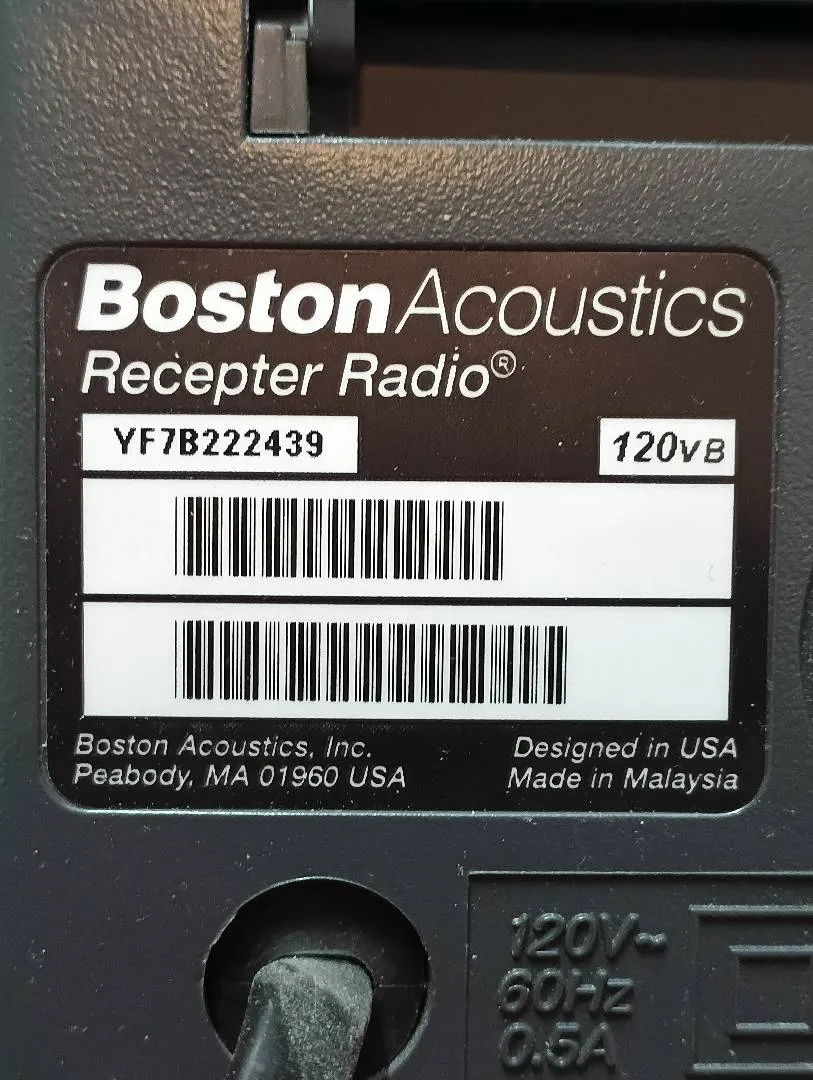 Boston Acoustics
Recepter Radio®
YF7B222439
120VB
Boston Acoustics, Inc.
Peabody, MA 01960 USA
Designed in USA
Made in Malaysia
120V~
60Hz
0.5A